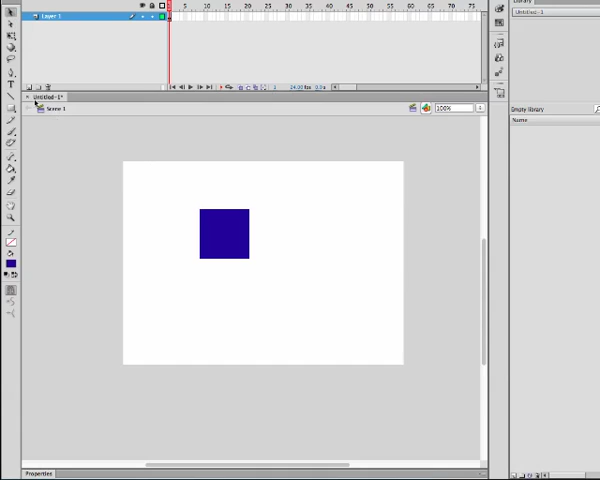 Library
Layer 1
5 10 15 20 25 30 35 40 45 50 55 60 65 70 75
Untitled-1
1 24.00 fps 0.0s
Untitled-1*
Scene 1
100%
Empty library
Name
Properties